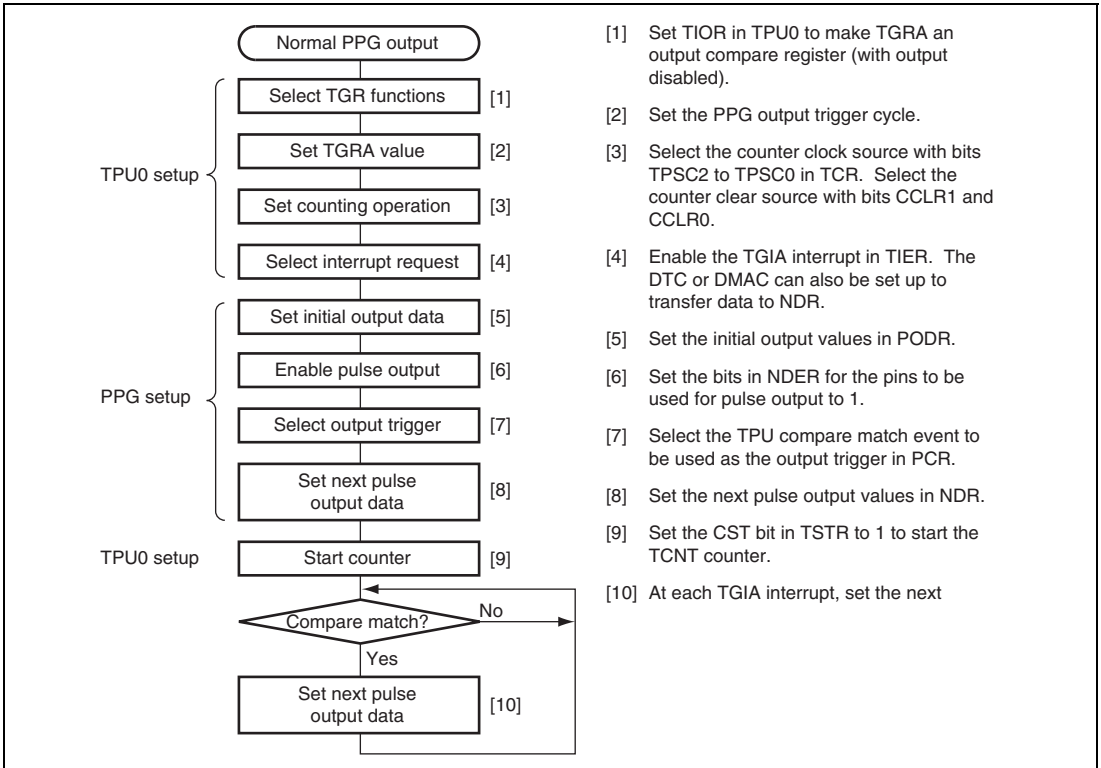 Normal PPG output
Select TGR functions [1]
Set TGRA value [2]
TPU0 setup
Set counting operation [3]
Select interrupt request [4]
Set initial output data [5]
Enable pulse output [6]
PPG setup
Select output trigger [7]
Set next pulse
output data [8]
TPU0 setup
Start counter [9]
Compare match?
No
Yes
Set next pulse
output data [10]
[1] Set TIOR in TPU0 to make TGRA an
output compare register (with output
disabled).
[2] Set the PPG output trigger cycle.
[3] Select the counter clock source with bits
TPSC2 to TPSC0 in TCR. Select the
counter clear source with bits CCLR1 and
CCLR0.
[4] Enable the TGIA interrupt in TIER. The
DTC or DMAC can also be set up to
transfer data to NDR.
[5] Set the initial output values in PODR.
[6] Set the bits in NDER for the pins to be
used for pulse output to 1.
[7] Select the TPU compare match event to
be used as the output trigger in PCR.
[8] Set the next pulse output values in NDR.
[9] Set the CST bit in TSTR to 1 to start the
TCNT counter.
[10] At each TGIA interrupt, set the next